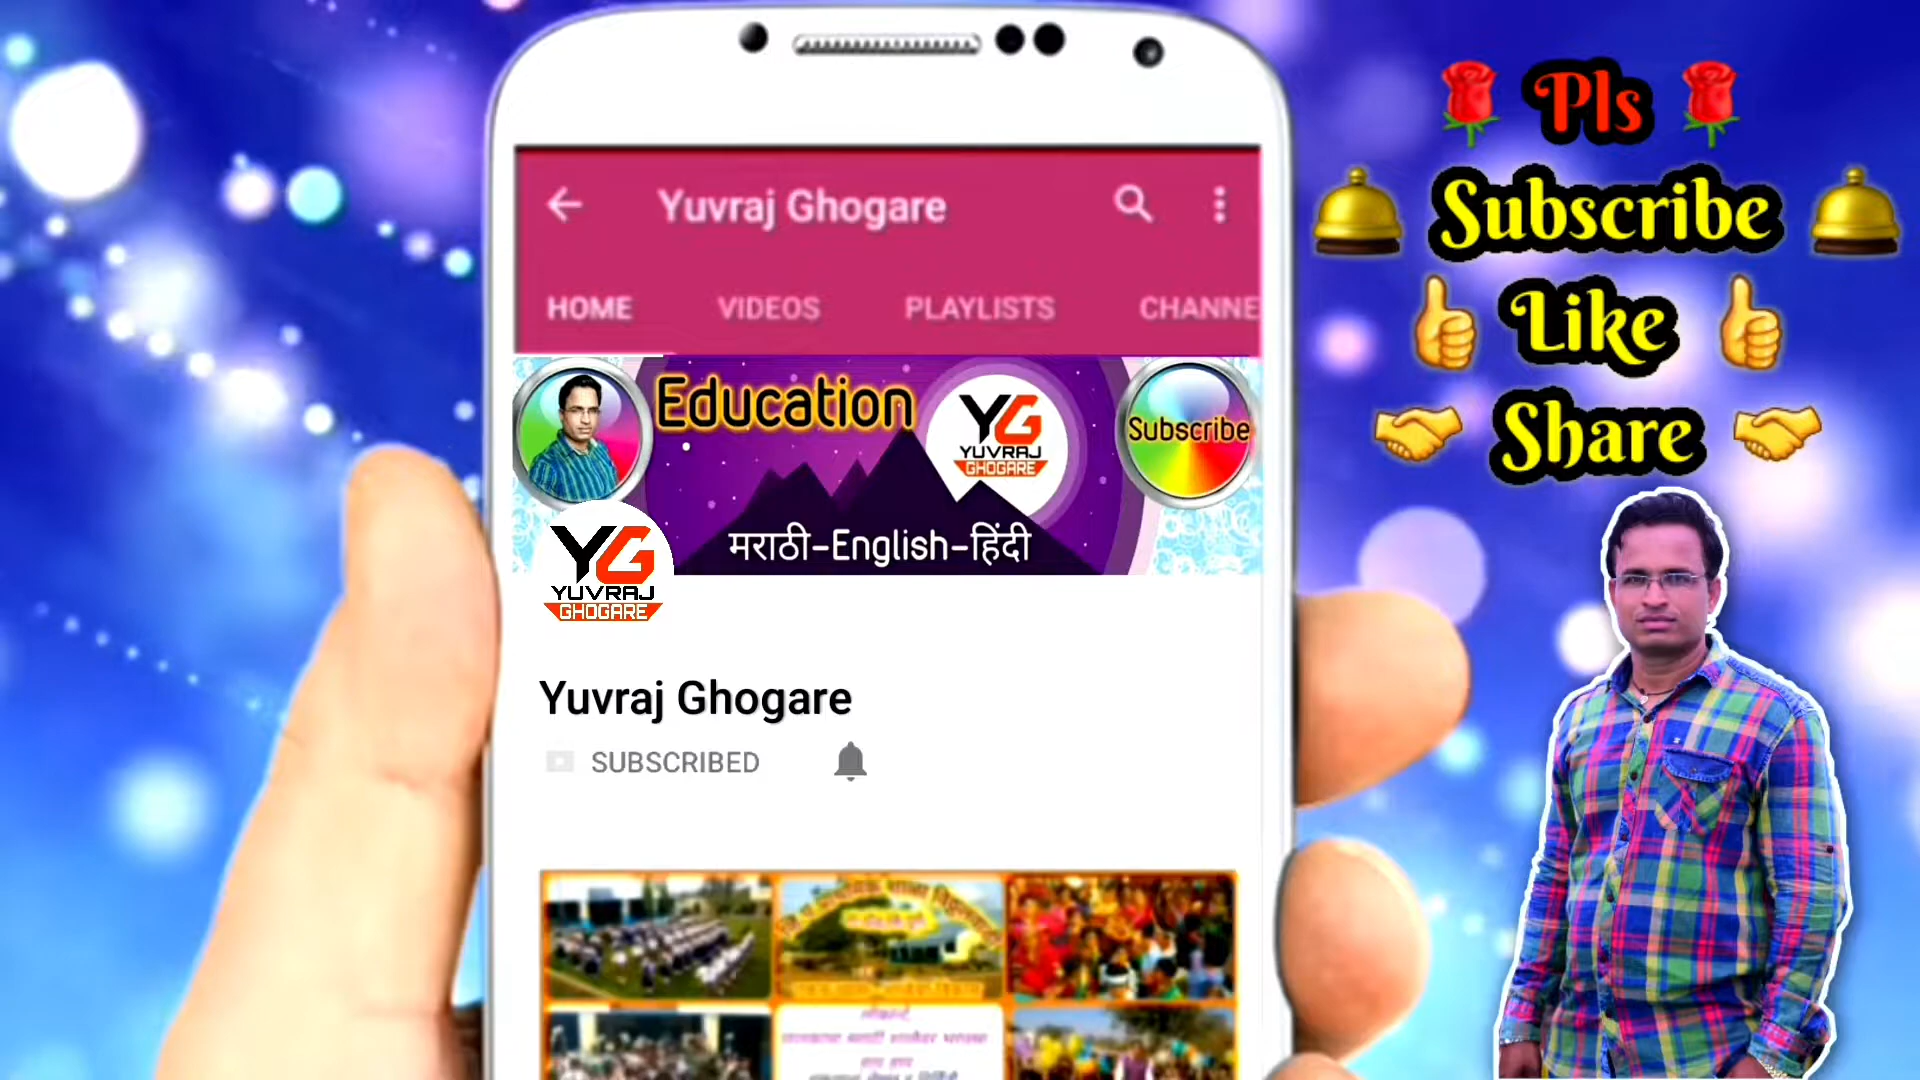 Pls
Subscribe
Like
Share
Yuvraj Ghogare
HOME VIDEOS PLAYLISTS CHANNE
Education
YG
YUVRAJ
GHOGARE
Subscribe
मराठी-English-हिंदी
YG
YUVRAJ
GHOGARE
Yuvraj Ghogare
SUBSCRIBED